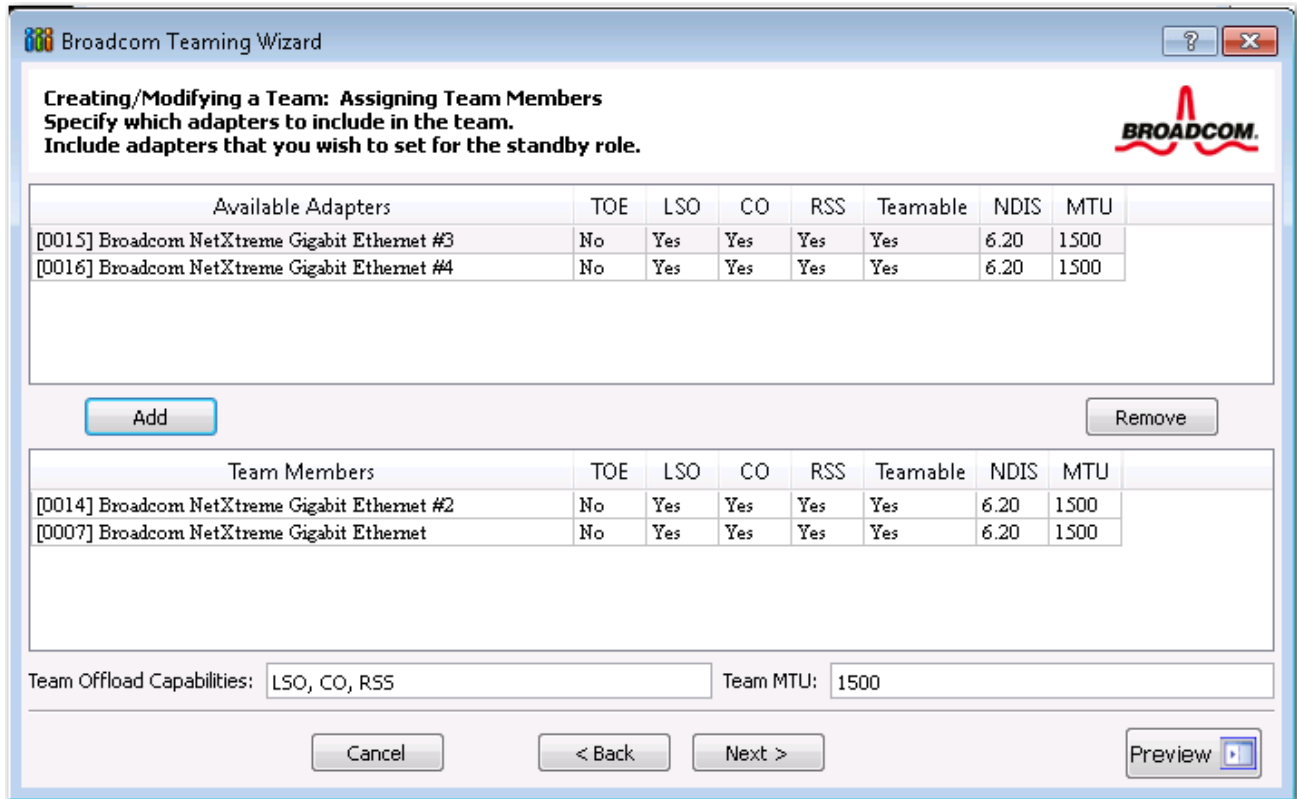 Broadcom Teaming Wizard
Creating/Modifying a Team: Assigning Team Members
Specify which adapters to include in the team.
Include adapters that you wish to set for the standby role.
BROADCOM.
Available Adapters TOE LSO CO RSS Teamable NDIS MTU
[0015] Broadcom NetXtreme Gigabit Ethernet #3 No Yes Yes Yes Yes 6.20 1500
[0016] Broadcom NetXtreme Gigabit Ethernet #4 No Yes Yes Yes Yes 6.20 1500
Add Remove
Team Members TOE LSO CO RSS Teamable NDIS MTU
[0014] Broadcom NetXtreme Gigabit Ethernet #2 No Yes Yes Yes Yes 6.20 1500
[0007] Broadcom NetXtreme Gigabit Ethernet No Yes Yes Yes Yes 6.20 1500
Team Offload Capabilities: LSO, CO, RSS Team MTU: 1500
Cancel < Back Next > Preview